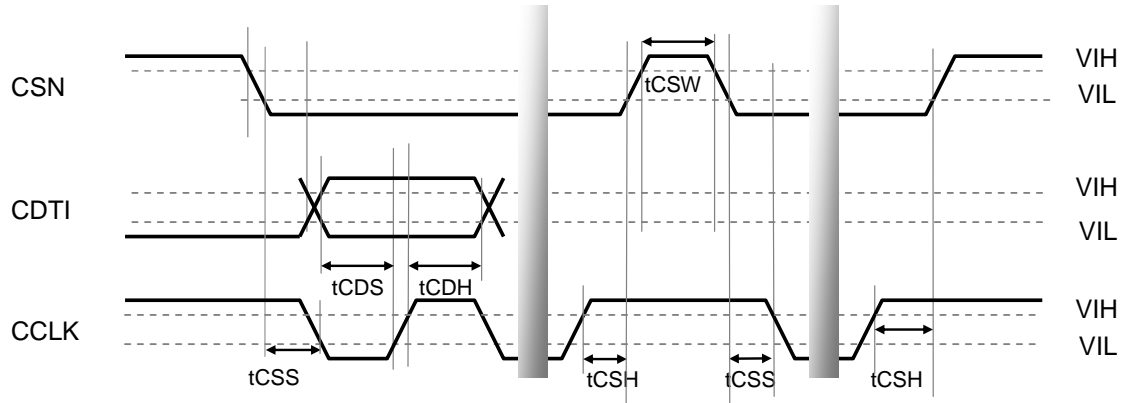 VIH
CSN
tCSW
VIL
VIH
CDTI
VIL
tCDS
tCDH
VIH
CCLK
VIL
tCSS
tCSH
tCSS
tCSH